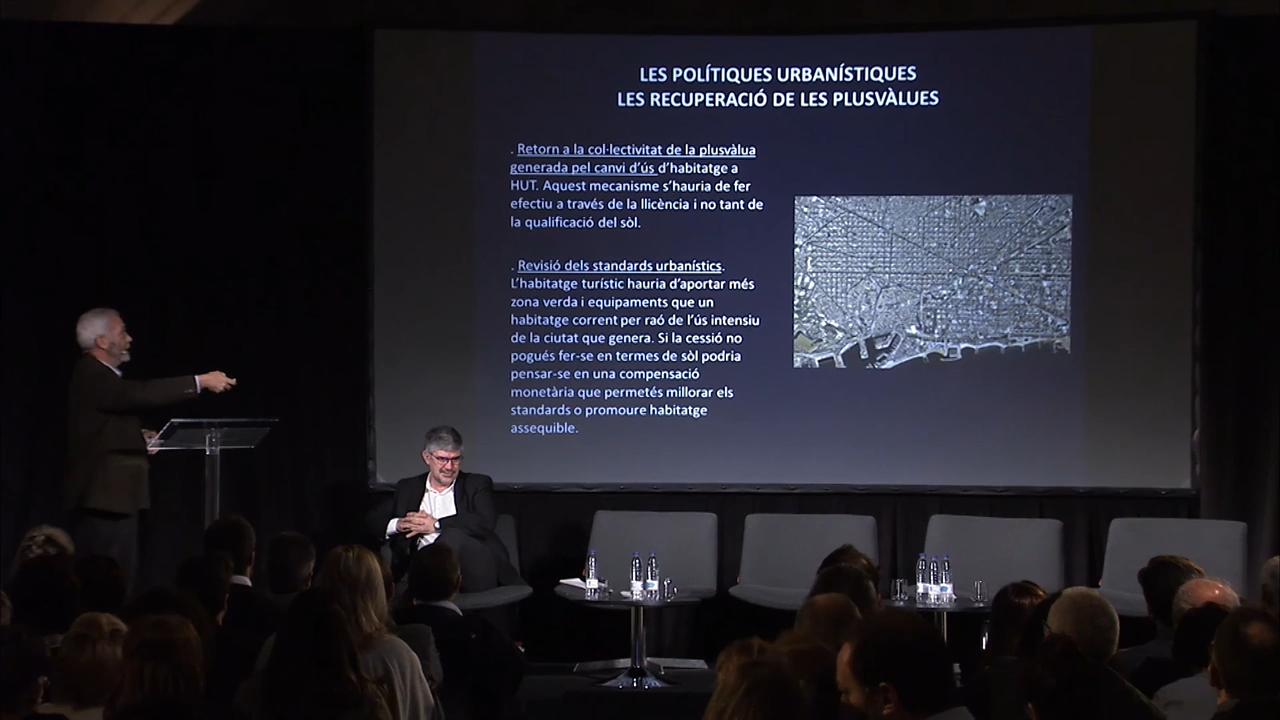 LES POLÍTIQUES URBANÍSTIQUES
LES RECUPERACIÓ DE LES PLUSVÀLUES
. Retorn a la col·lectivitat de la plusvàlua
generada pel canvi d'ús d'habitatge a
HUT. Aquest mecanisme s'hauria de fer
efectiu a través de la llicència i no tant de
la qualificació del sòl.
. Revisió dels standards urbanístics.
L'habitatge turístic hauria d'aportar més
zona verda i equipaments que un
habitatge corrent per raó de l'ús intensiu
de la ciutat que genera. Si la cessió no
pogués fer-se en termes de sòl podria
pensar-se en una compensació
monetària que permetés millorar els
standards o promoure habitatge
assequible.